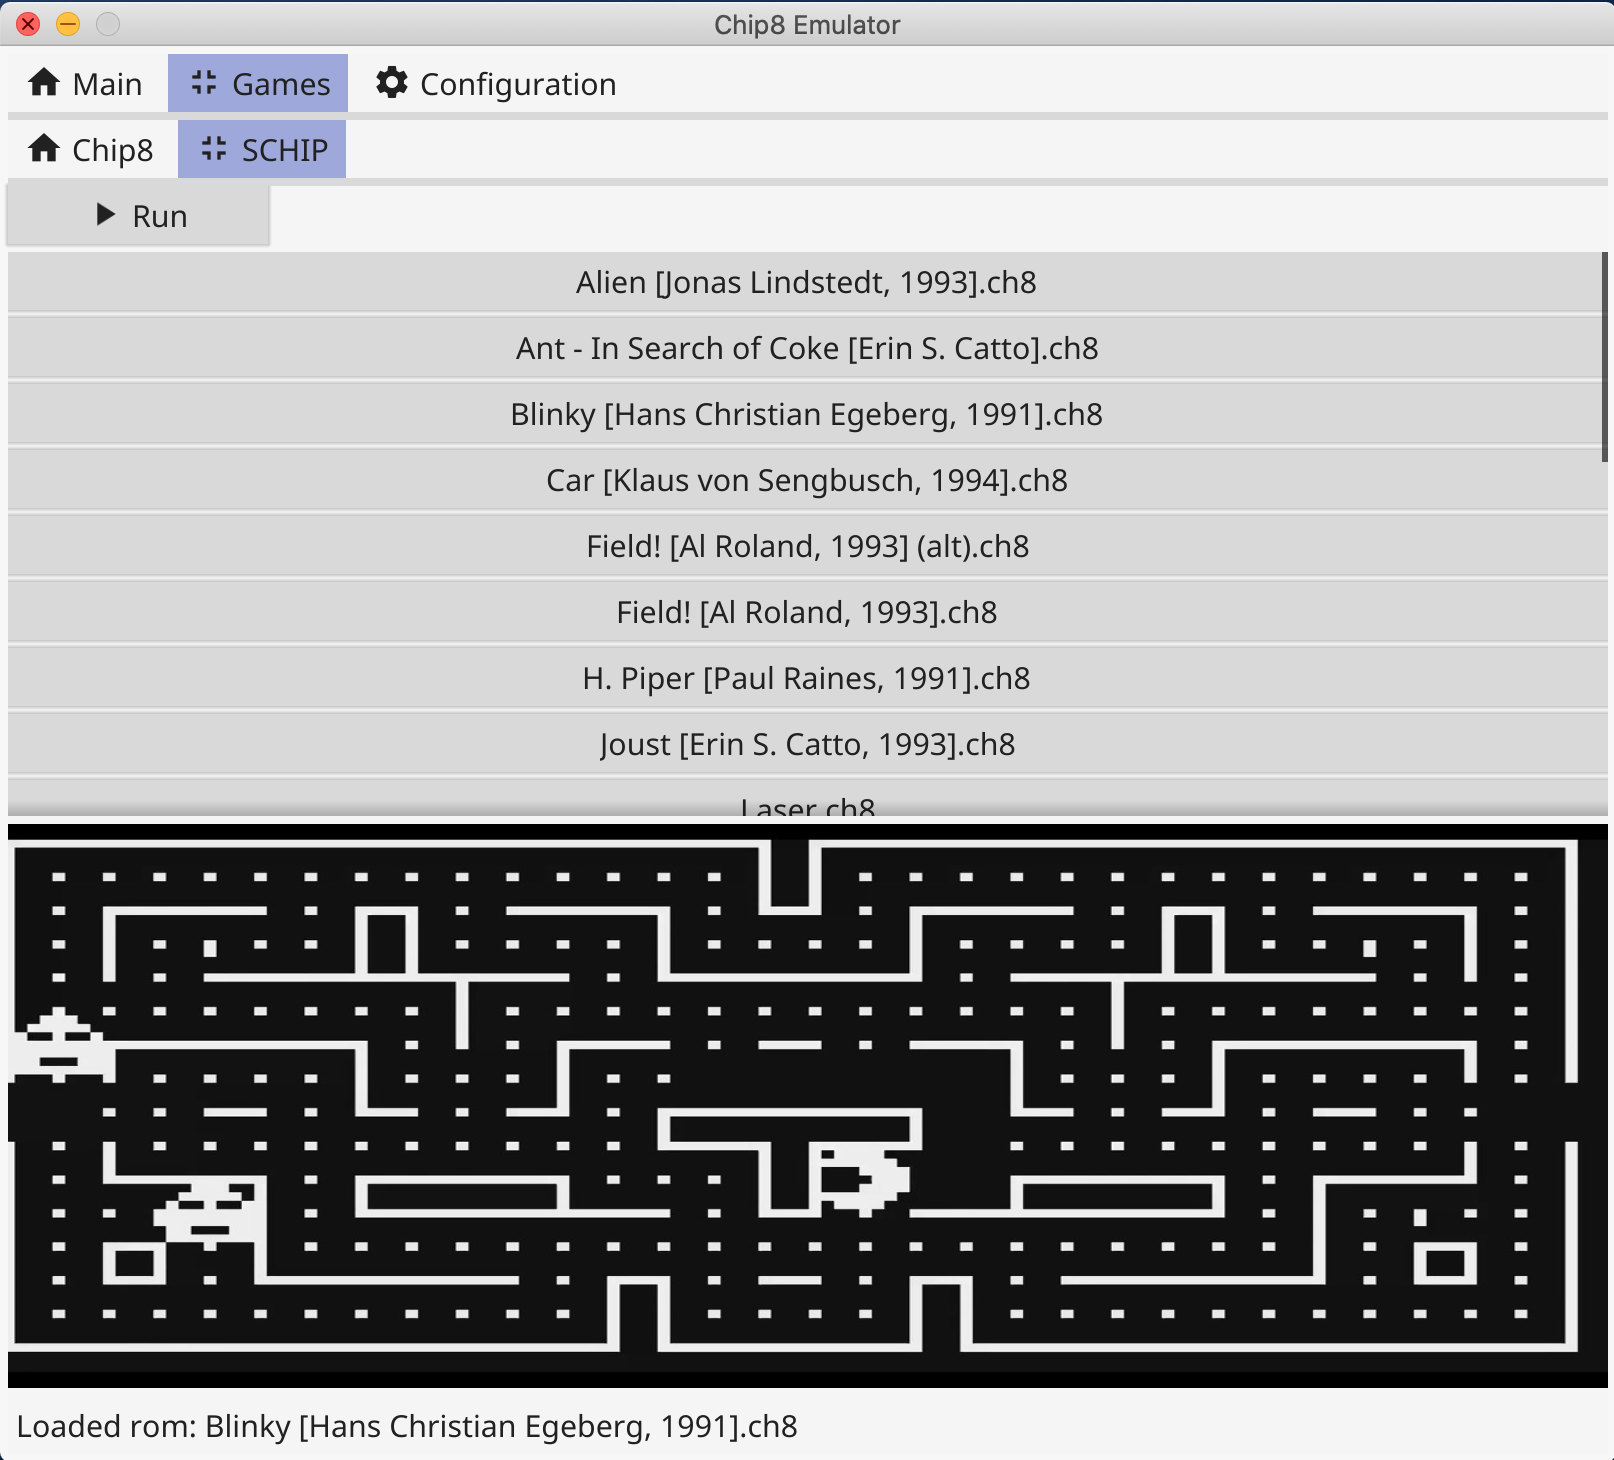 Chip8 Emulator
Main Games Configuration
Chip8 SCHIP
Run
Alien [Jonas Lindstedt, 1993].ch8
Ant - In Search of Coke [Erin S. Catto].ch8
Blinky [Hans Christian Egeberg, 1991].ch8
Car [Klaus von Sengbusch, 1994].ch8
Field! [Al Roland, 1993] (alt).ch8
Field! [Al Roland, 1993].ch8
H. Piper [Paul Raines, 1991].ch8
Joust [Erin S. Catto, 1993].ch8
Laser.ch8
Loaded rom: Blinky [Hans Christian Egeberg, 1991].ch8